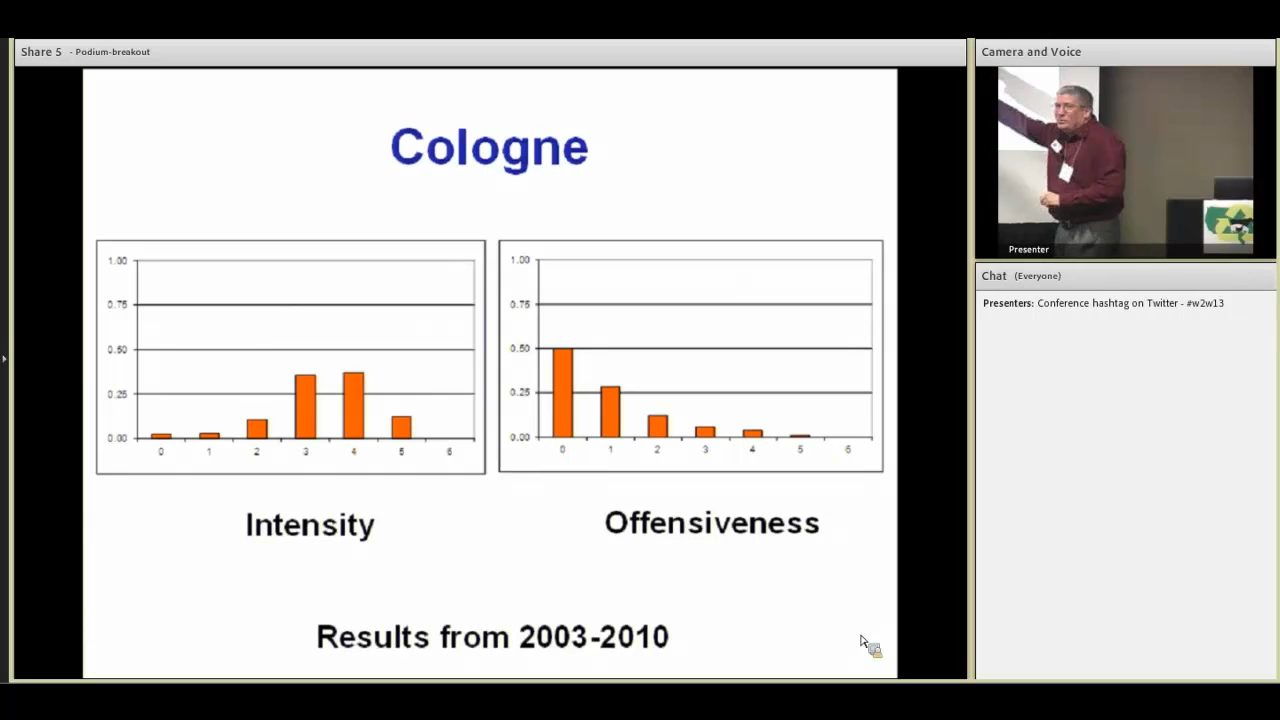 Share 5 - Podium-breakout
Cologne
1.00
0.75
0.50
0.25
0.00
0 1 2 3 4 5 6
Intensity
1.00
0.75
0.50
0.25
0.00
0 1 2 3 4 5 6
Offensiveness
Results from 2003-2010
Camera and Voice
Presenter
Chat (Everyone)
Presenters: Conference hashtag on Twitter - #w2w13